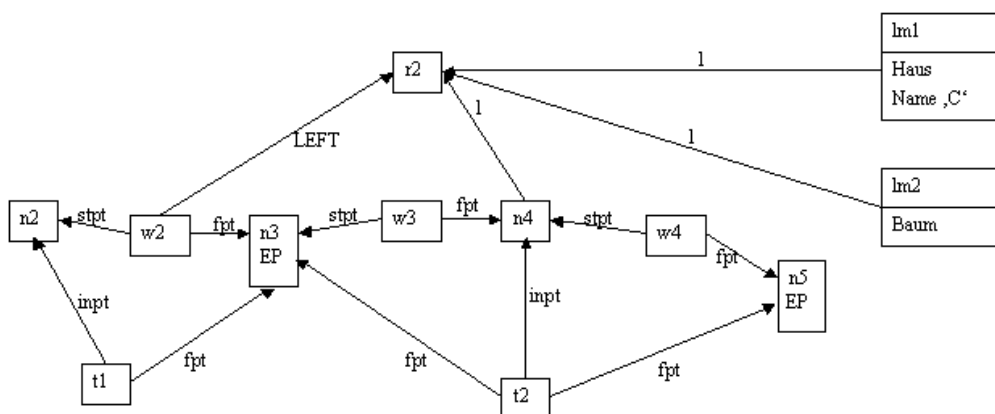 lm1
l
r2
Haus
Name ‚C‘
l
l
LEFT
lm2
n2
stpt
w2
fpt
n3
EP
stpt
w3
fpt
n4
stpt
w4
Baum
fpt
n5
EP
inpt
inpt
fpt
fpt
fpt
t1
t2